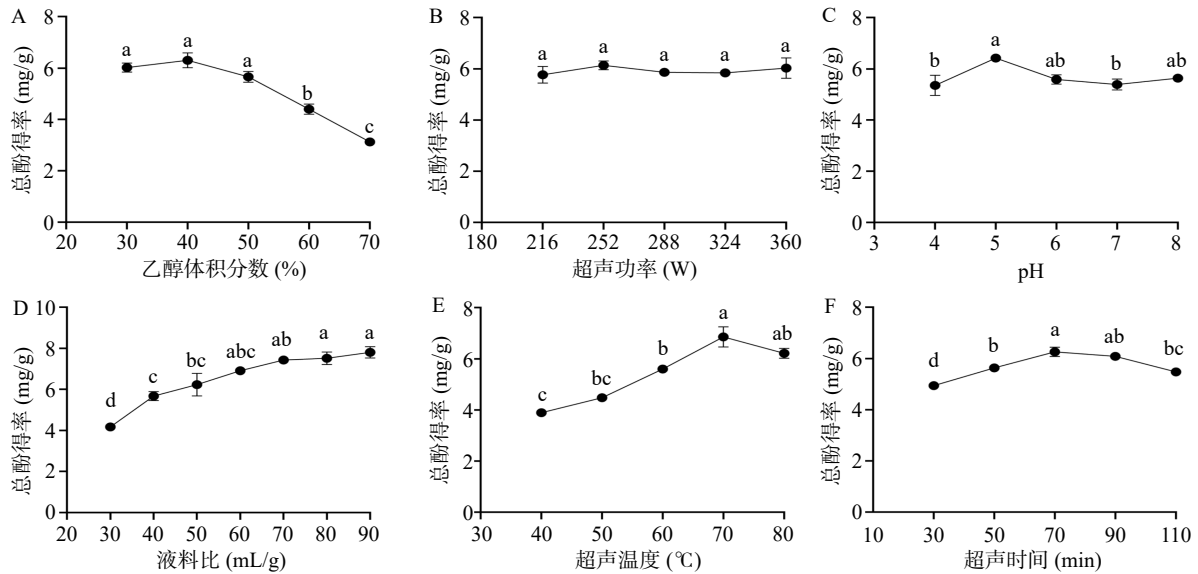 A
总酚得率 (mg/g)
8
6
4
2
0
a
a
a
b
c
20 30 40 50 60 70
乙醇体积分数 (%)
B
总酚得率 (mg/g)
8
6
4
2
0
a a a a a
180 216 252 288 324 360
超声功率 (W)
C
总酚得率 (mg/g)
8
6
4
2
0
b
a
ab
b
ab
3 4 5 6 7 8
pH
D
总酚得率 (mg/g)
10
8
6
4
2
0
d
c
bc
abc
ab
a
a
20 30 40 50 60 70 80 90
液料比 (mL/g)
E
总酚得率 (mg/g)
8
6
4
2
0
c
bc
b
a
ab
30 40 50 60 70 80
超声温度 (℃)
F
总酚得率 (mg/g)
8
6
4
2
0
d
b
a
ab
bc
10 30 50 70 90 110
超声时间 (min)